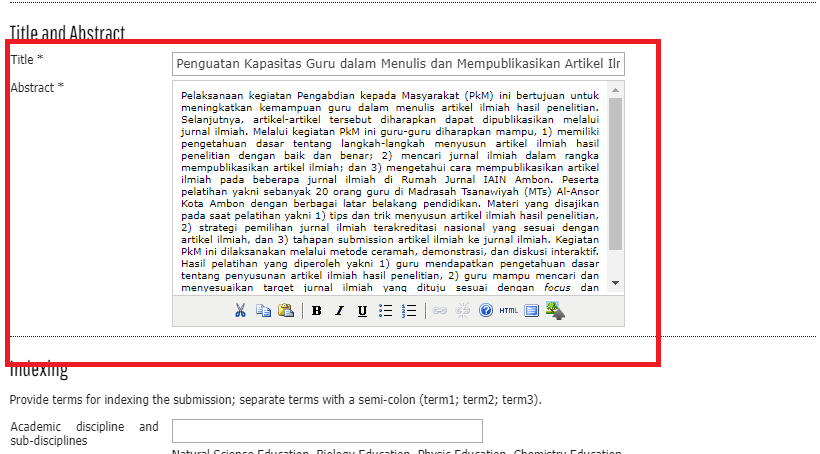 Title and Abstract
Title *
Penguatan Kapasitas Guru dalam Menulis dan Mempublikasikan Artikel Ilr
Abstract *
Pelaksanaan kegiatan Pengabdian kepada Masyarakat (PkM) ini bertujuan untuk
meningkatkan kemampuan guru dalam menulis artikel ilmiah hasil penelitian.
Selanjutnya, artikel-artikel tersebut diharapkan dapat dipublikasikan melalui
jurnal ilmiah. Melalui kegiatan PKM ini guru-guru diharapkan mampu, 1) memiliki
pengetahuan dasar tentang langkah-langkah menyusun artikel ilmiah hasil
penelitian dengan baik dan benar; 2) mencari jurnal ilmiah dalam rangka
mempublikasikan artikel ilmiah; dan 3) mengetahui cara mempublikasikan artikel
ilmiah pada beberapa jurnal ilmiah di Rumah Jurnal IAIN Ambon. Peserta
pelatihan yakni sebanyak 20 orang guru di Madrasah Tsanawiyah (MTs) Al-Ansor
Kota Ambon dengan berbagai latar belakang pendidikan. Materi yang disajikan
pada saat pelatihan yakni 1) tips dan trik menyusun artikel ilmiah hasil penelitian,
2) strategi pemilihan jurnal ilmiah terakreditasi nasional yang sesuai dengan
artikel ilmiah, dan 3) tahapan submission artikel ilmiah ke jurnal ilmiah. Kegiatan
PKM ini dilaksanakan melalui metode ceramah, demonstrasi, dan diskusi interaktif.
Hasil pelatihan yang diperoleh yakni 1) guru mendapatkan pengetahuan dasar
tentang penyusunan artikel ilmiah hasil penelitian, 2) guru mampu mencari dan
menyesuaikan target jurnal ilmiah yang dituju sesuai dengan focus dan
B I U HTML
Indexing
Provide terms for indexing the submission; separate terms with a semi-colon (term1; term2; term3).
Academic discipline and
sub-disciplines
Natural Science Education, Biology Education, Physic Education, Chemistry Education